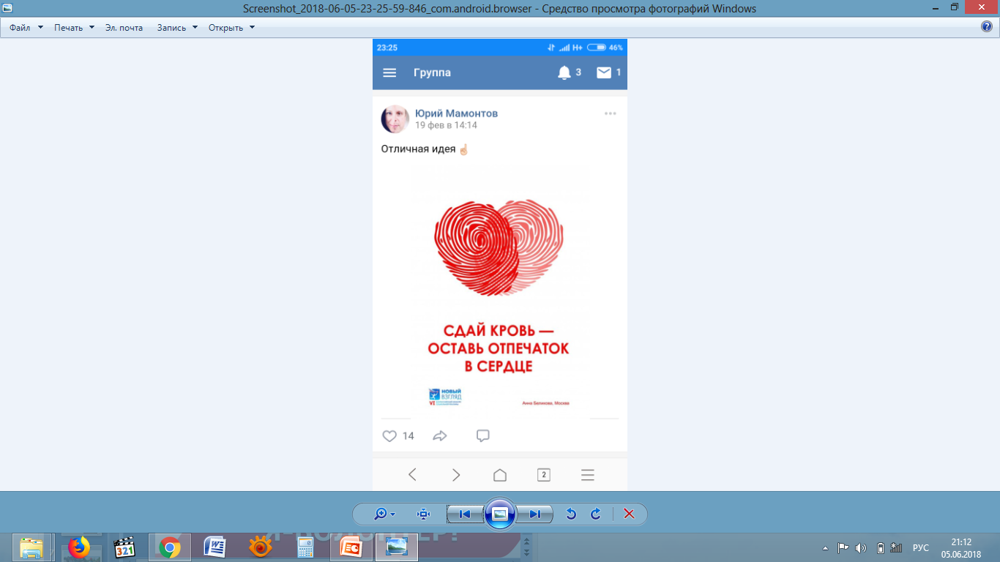 Screenshot_2018-06-05-23-25-59-846_com.android.browser - Средство просмотра фотографий Windows
Файл Печать Эл. почта Запись Открыть
23:25 H+ 46%
Группа 3 1
Юрий Мамонтов
19 фев в 14:14
Отличная идея
СДАЙ КРОВЬ —
ОСТАВЬ ОТПЕЧАТОК
В СЕРДЦЕ
НОВЫЙ
ВЗГЛЯД
VI
Анна Беликова, Москва
14
2
321
РУС
21:12
05.06.2018